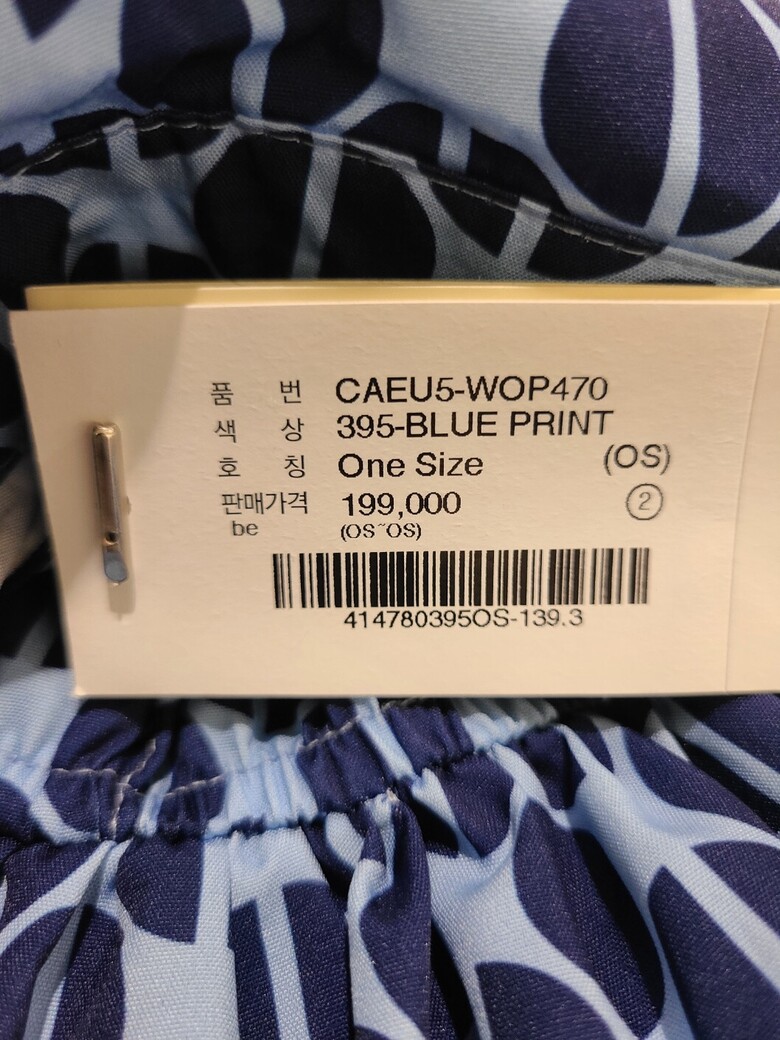 품 번 CAEU5-WOP470
색 상 395-BLUE PRINT
호 칭 One Size (OS)
판매가격 199,000 ②
be (OS~OS)
414780395OS-139.3